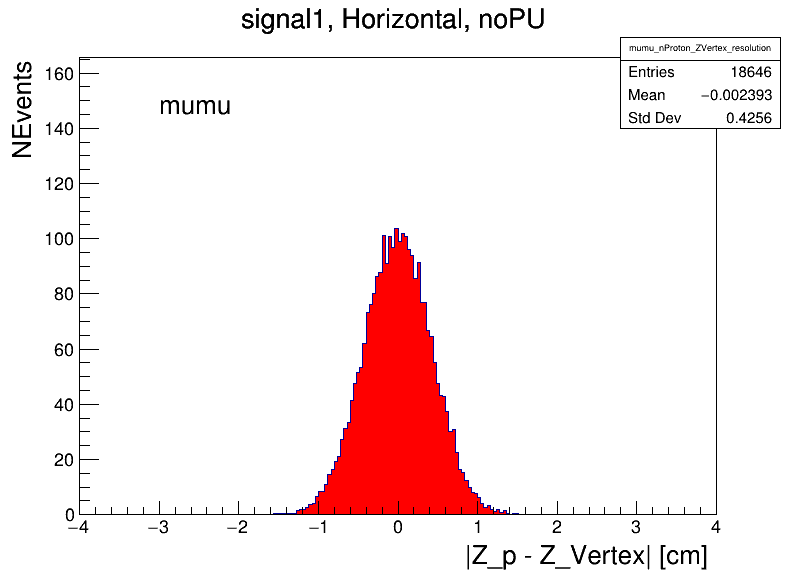 signal1, Horizontal, noPU
mumu_nProton_ZVertex_resolution
Entries 18646
Mean −0.002393
Std Dev 0.4256
NEvents
mumu
160
140
120
100
80
60
40
20
0
−4 −3 −2 −1 0 1 2 3 4
|Z_p - Z_Vertex| [cm]